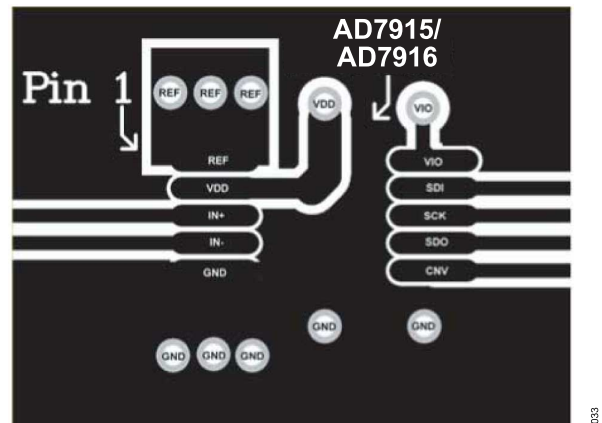 AD7915/
AD7916
Pin 1
REF REF REF
VDD
VIO
REF
VDD
IN+
IN-
GND
VIO
SDI
SCK
SDO
CNV
GND
GND
GND GND GND
033